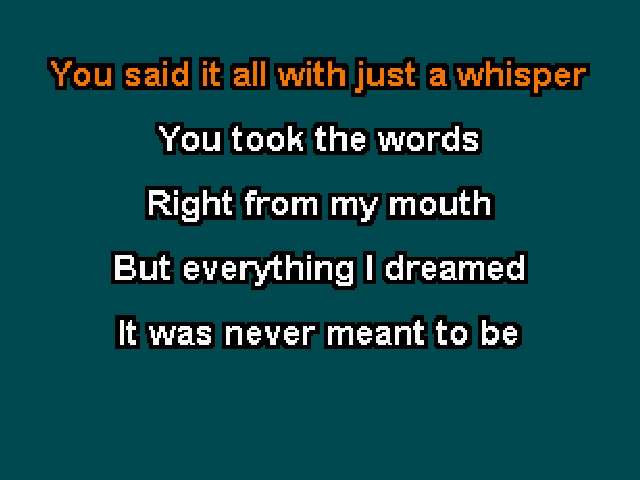 You said it all with just a whisper
You took the words
Right from my mouth
But everything I dreamed
It was never meant to be